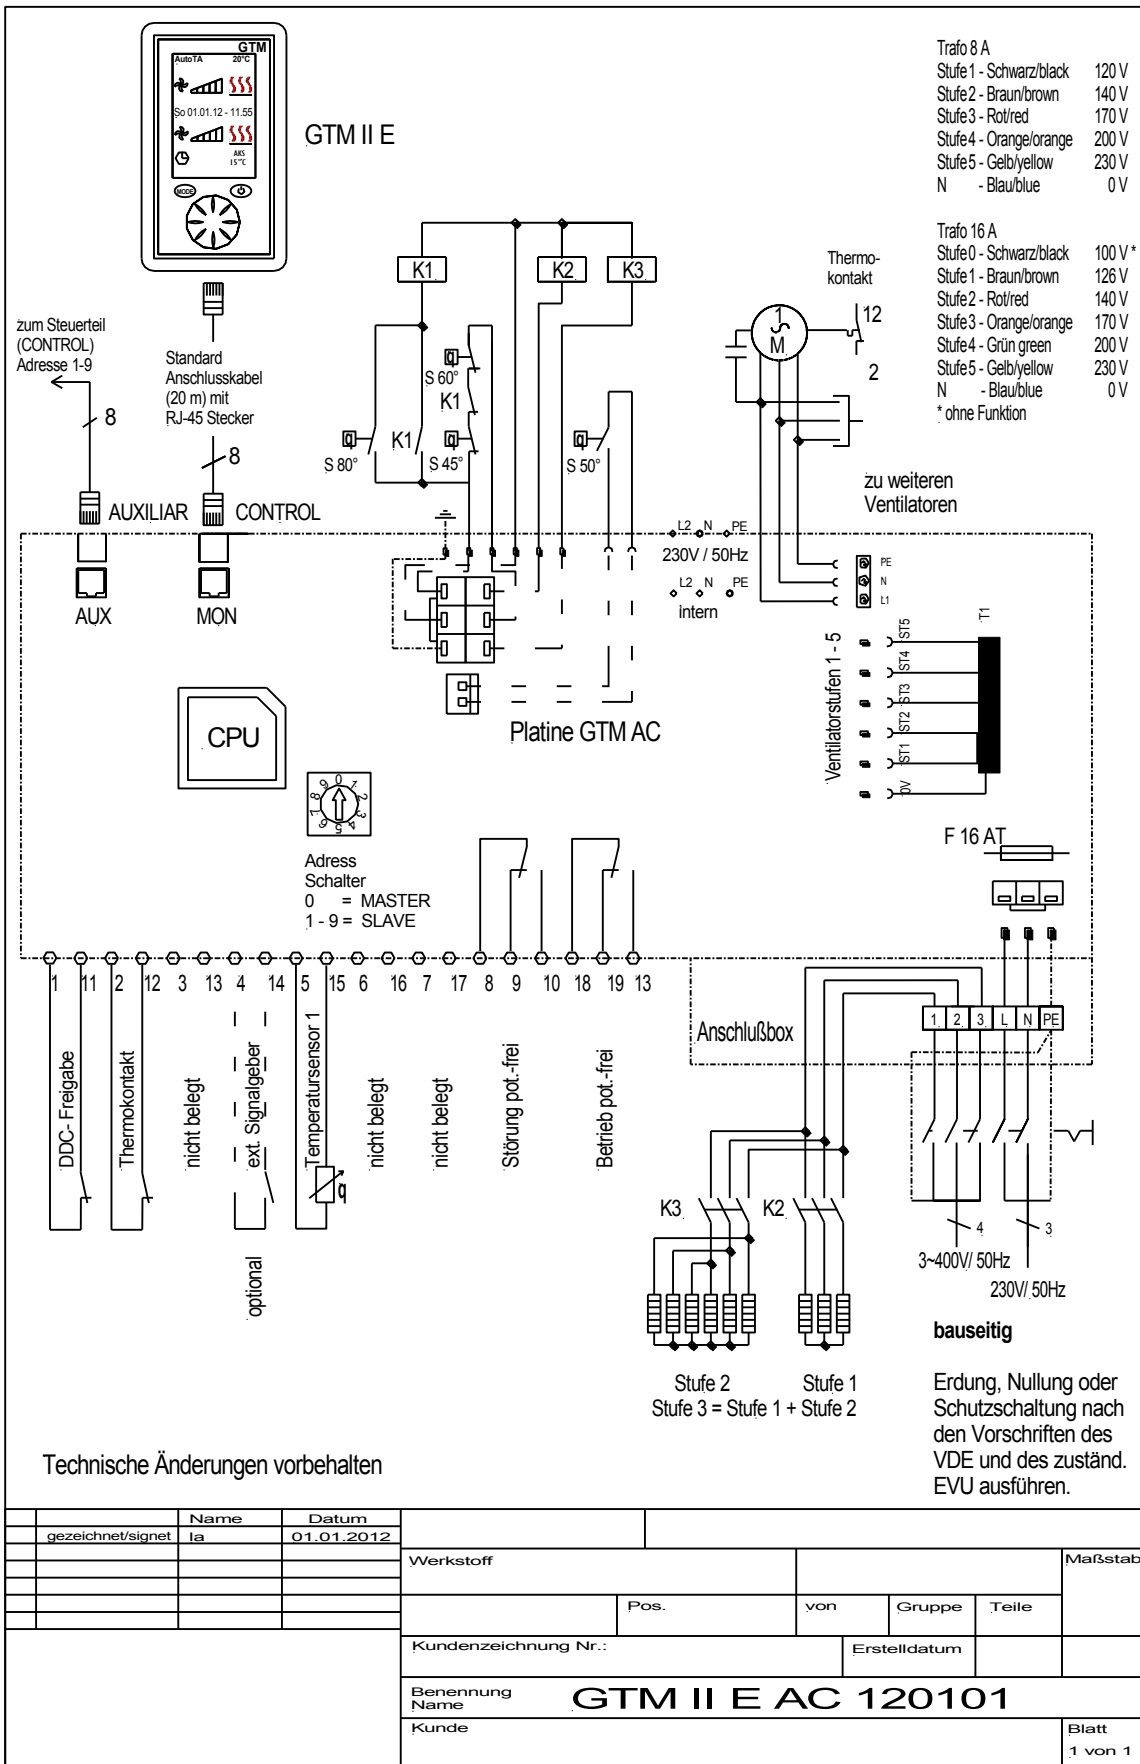 GTM
AutoTA 20°C
So 01.01.12 - 11.55
AKS
15°C
MODE
GTM II E
Trafo 8 A
Stufe 1 - Schwarz/black 120 V
Stufe 2 - Braun/brown 140 V
Stufe 3 - Rot/red 170 V
Stufe 4 - Orange/orange 200 V
Stufe 5 - Gelb/yellow 230 V
N - Blau/blue 0 V
Trafo 16 A
Stufe 0 - Schwarz/black 100 V *
Stufe 1 - Braun/brown 126 V
Stufe 2 - Rot/red 140 V
Stufe 3 - Orange/orange 170 V
Stufe 4 - Grün green 200 V
Stufe 5 - Gelb/yellow 230 V
N - Blau/blue 0 V
* ohne Funktion
zum Steuerteil
(CONTROL)
Adresse 1-9
8
Standard
Anschlusskabel
(20 m) mit
RJ-45 Stecker
8
K1 K2 K3
S 60°
K1
S 80° K1 S 45° S 50°
Thermo-
kontakt
1
M
12
2
zu weiteren
Ventilatoren
AUXILIAR CONTROL
AUX MON
L2 N PE
230V / 50Hz
L2 N PE
intern
PE
N
L1
CPU
Platine GTM AC
Ventilatorstufen 1 - 5
ST5
ST4
ST3
ST2
ST1
0V
T1
0 1 2 3 4 5 6 7 8 9
Adress
Schalter
0 = MASTER
1 - 9 = SLAVE
F 16 AT
1 11 2 12 3 13 4 14 5 15 6 16 7 17 8 9 10 18 19 13
DDC- Freigabe
Thermokontakt
nicht belegt
ext. Signalgeber
optional
Temperatursensor 1
q
nicht belegt
nicht belegt
Störung pot.-frei
Betrieb pot.-frei
Anschlußbox
1 2 3 L N PE
K3 K2
4 3
3~400V/ 50Hz
230V/ 50Hz
bauseitig
Stufe 2 Stufe 1
Stufe 3 = Stufe 1 + Stufe 2
Erdung, Nullung oder
Schutzschaltung nach
den Vorschriften des
VDE und des zuständ.
EVU ausführen.
Technische Änderungen vorbehalten
Name Datum
gezeichnet/signet la 01.01.2012
Werkstoff Maßstab
Pos. von Gruppe Teile
Kundenzeichnung Nr.: Erstelldatum
Benennung
Name
GTM II E AC 120101
Kunde
Blatt
1 von 1